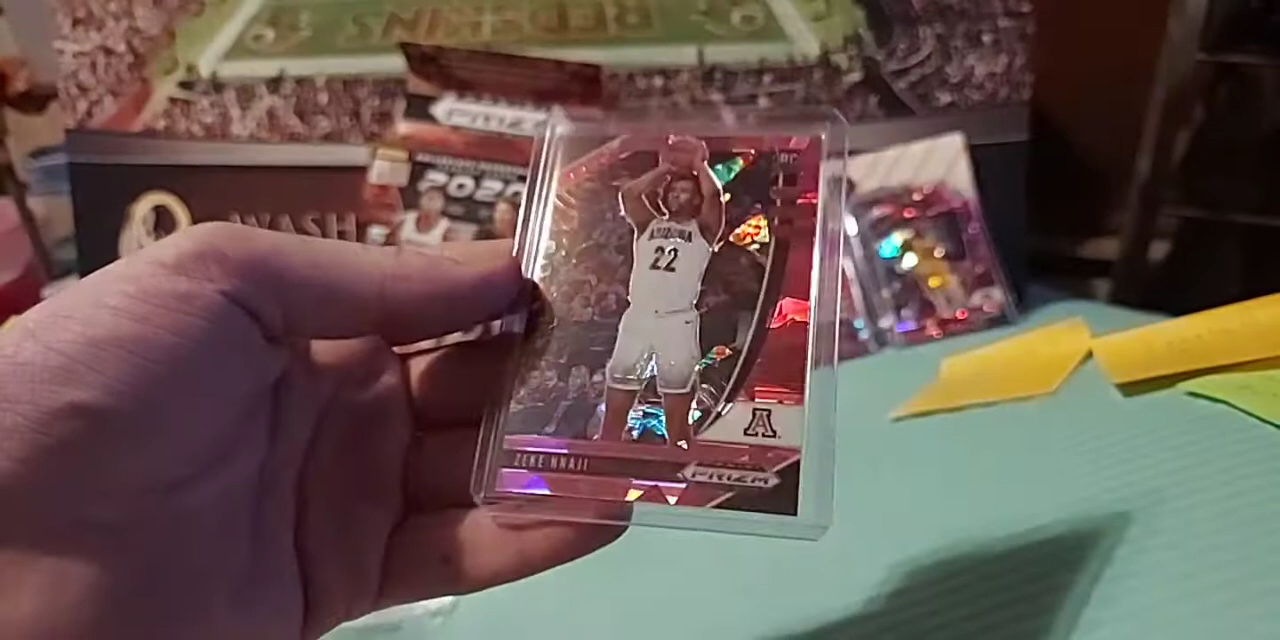 REDSKINS
PRIZM
2020
WASH
RC
ARIZONA
22
A
ZEKE NNAJI
PRIZM